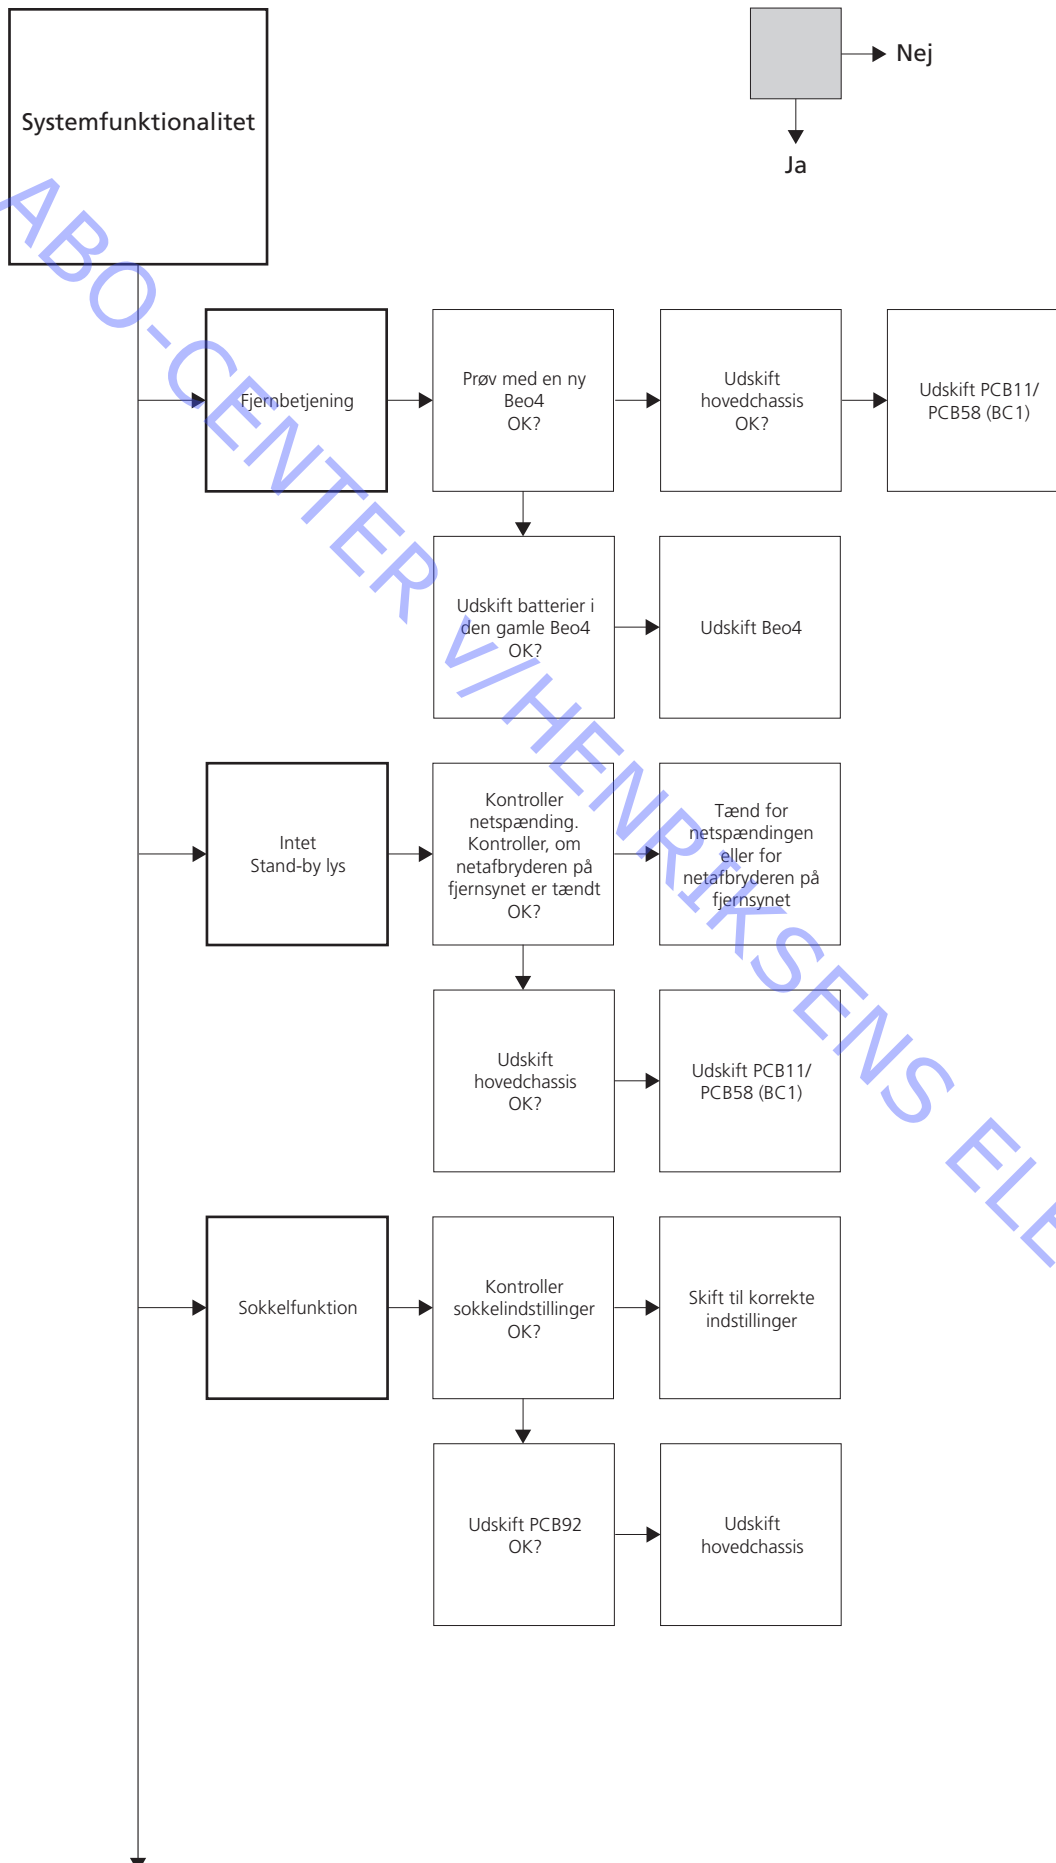 Systemfunktionalitet
Nej
Ja
Fjernbetjening
Prøv med en ny
Beo4
OK?
Udskift
hovedchassis
OK?
Udskift PCB11/
PCB58 (BC1)
Udskift batterier i
den gamle Beo4
OK?
Udskift Beo4
Intet
Stand-by lys
Kontroller
netspænding.
Kontroller, om
netafbryderen på
fjernsynet er tændt
OK?
Tænd for
netspændingen
eller for
netafbryderen på
fjernsynet
Udskift
hovedchassis
OK?
Udskift PCB11/
PCB58 (BC1)
Sokkelfunktion
Kontroller
sokkelindstillinger
OK?
Skift til korrekte
indstillinger
Udskift PCB92
OK?
Udskift
hovedchassis
ABO-CENTER V/HENRIKSENS ELE